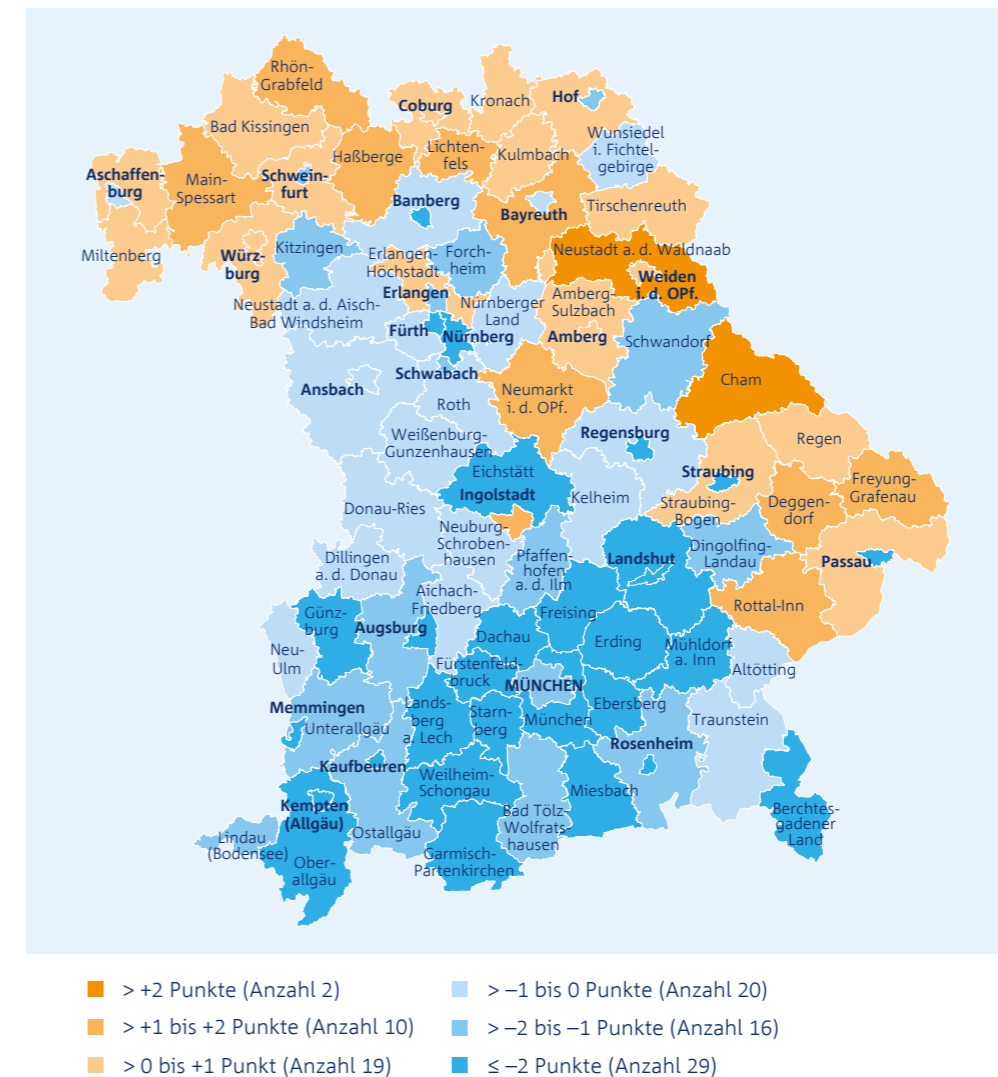 Rhön-
Grabfeld
Coburg
Kronach
Hof
Bad Kissingen
Wunsiedel
i. Fichtel-
gebirge
Haßberge
Lichten-
fels
Kulmbach
Aschaffen-
burg
Main-
Spessart
Schwein-
furt
Bamberg
Bayreuth
Tirschenreuth
Miltenberg
Würz-
burg
Kitzingen
Erlangen-
Höchstadt
Forch-
heim
Neustadt a. d. Waldnaab
Weiden
i. d. OPf.
Neustadt a. d. Aisch-
Bad Windsheim
Erlangen
Nürnberger
Land
Amberg-
Sulzbach
Fürth
Nürnberg
Amberg
Schwandorf
Ansbach
Schwabach
Roth
Neumarkt
i. d. OPf.
Cham
Weißenburg-
Gunzenhausen
Regensburg
Regen
Eichstätt
Ingolstadt
Straubing
Freyung-
Grafenau
Donau-Ries
Kelheim
Straubing-
Bogen
Deggen-
dorf
Neuburg-
Schroben-
hausen
Dillingen
a. d. Donau
Pfaffen-
hofen
a. d. Ilm
Landshut
Dingolfing-
Landau
Passau
Aichach-
Friedberg
Günz-
burg
Augsburg
Freising
Rottal-Inn
Neu-
Ulm
Dachau
Erding
Mühldorf
a. Inn
Altötting
Fürstenfeld-
bruck
MÜNCHEN
Memmingen
Unterallgäu
Lands-
berg
a. Lech
Starn-
berg
München
Ebersberg
Traunstein
Rosenheim
Kaufbeuren
Weilheim-
Schongau
Miesbach
Kempten
(Allgäu)
Bad Tölz-
Wolfrats-
hausen
Berchtes-
gadener
Land
Lindau
(Bodensee)
Ostallgäu
Ober-
allgäu
Garmisch-
Partenkirchen
> +2 Punkte (Anzahl 2)
> +1 bis +2 Punkte (Anzahl 10)
> 0 bis +1 Punkt (Anzahl 19)
> –1 bis 0 Punkte (Anzahl 20)
> –2 bis –1 Punkte (Anzahl 16)
≤ –2 Punkte (Anzahl 29)